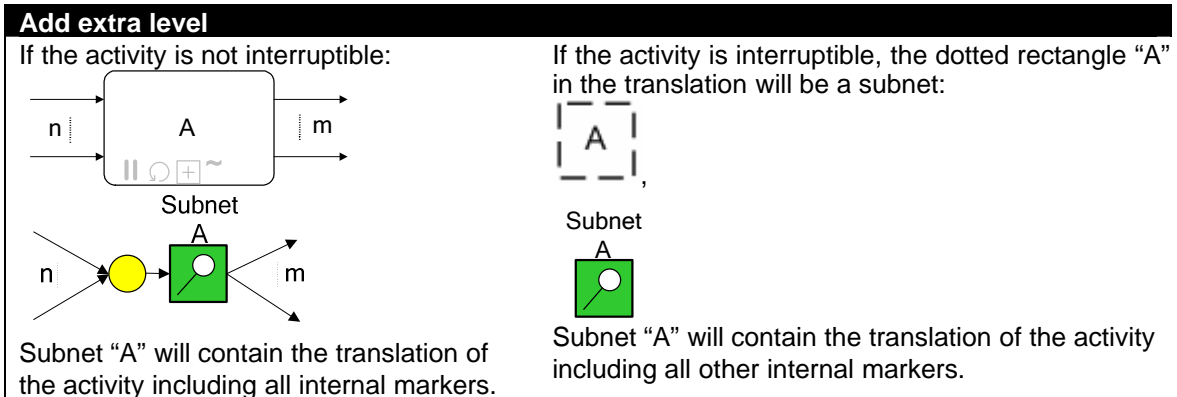 Add extra level
If the activity is not interruptible:
n
A
m
Subnet
A
n
m
Subnet “A” will contain the translation of
the activity including all internal markers.
If the activity is interruptible, the dotted rectangle “A”
in the translation will be a subnet:
A
,
Subnet
A
Subnet “A” will contain the translation of the activity
including all other internal markers.